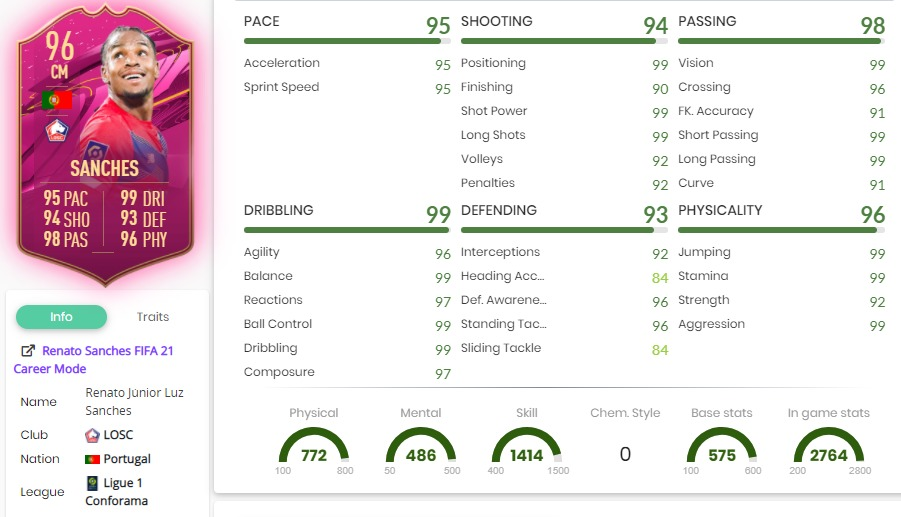 96
CM
LOSC
SANCHES
95 PAC 99 DRI
94 SHO 93 DEF
98 PAS 96 PHY
Info Traits
Renato Sanches FIFA 21
Career Mode
Name Renato Júnior Luz
Sanches
Club LOSC
Nation Portugal
League Ligue 1
Conforama
PACE 95
Acceleration 95
Sprint Speed 95
SHOOTING 94
Positioning 99
Finishing 90
Shot Power 99
Long Shots 99
Volleys 92
Penalties 92
PASSING 98
Vision 99
Crossing 96
FK. Accuracy 91
Short Passing 99
Long Passing 99
Curve 91
DRIBBLING 99
Agility 96
Balance 99
Reactions 97
Ball Control 99
Dribbling 99
Composure 97
DEFENDING 93
Interceptions 92
Heading Acc... 84
Def. Awarene... 96
Standing Tac... 96
Sliding Tackle 84
PHYSICALITY 96
Jumping 99
Stamina 99
Strength 92
Aggression 99
Physical
772
100 800
Mental
486
50 500
Skill
1414
400 1500
Chem. Style
0
Base stats
575
100 600
In game stats
2764
200 2800